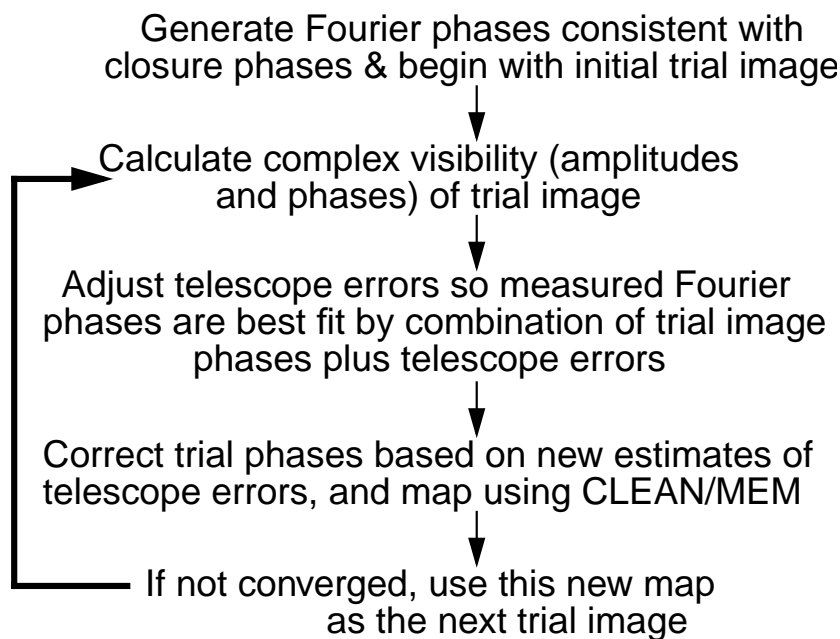 Generate Fourier phases consistent with
closure phases & begin with initial trial image
Calculate complex visibility (amplitudes
and phases) of trial image
Adjust telescope errors so measured Fourier
phases are best fit by combination of trial image
phases plus telescope errors
Correct trial phases based on new estimates of
telescope errors, and map using CLEAN/MEM
If not converged, use this new map
as the next trial image